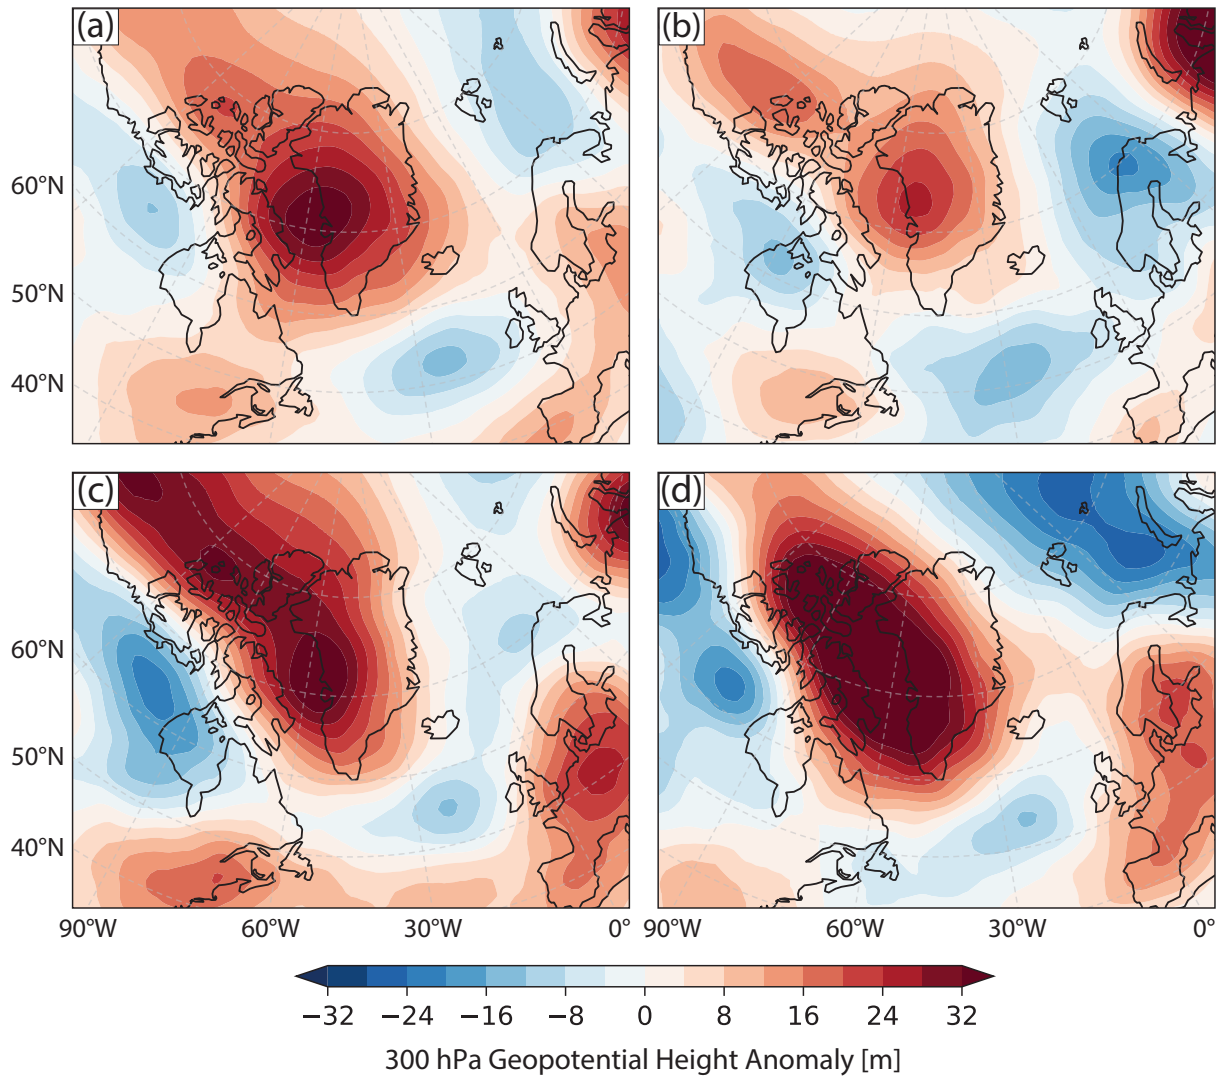 (a) (b)
60°N
50°N
40°N
(c) (d)
60°N
50°N
40°N
90°W 60°W 30°W 0° 90°W 60°W 30°W 0°
−32 −24 −16 −8 0 8 16 24 32
300 hPa Geopotential Height Anomaly [m]